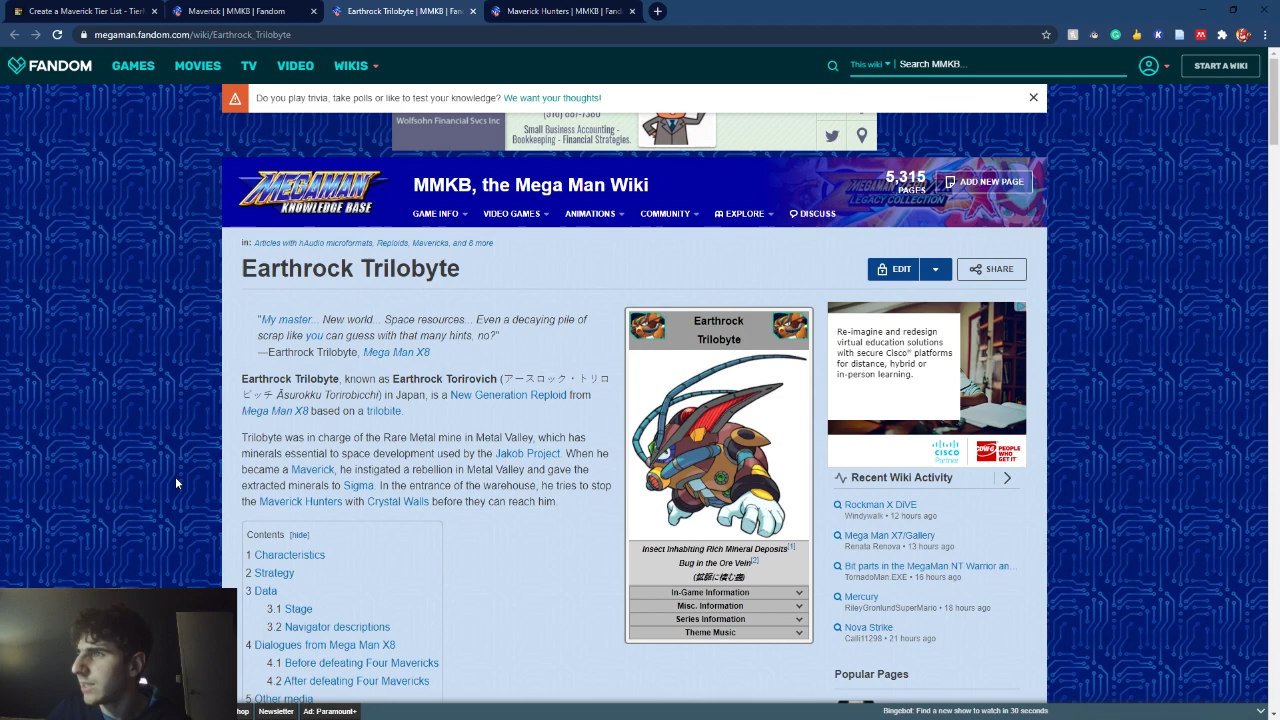 Create a Maverick - Tierl
Maverick | MMKB | Fandom
Earthrock Trilobyte | MMKB | Fan
Maverick Hunters | MMKB | Fand
megaman.fandom.com/wiki/Earthrock_Trilobyte
FANDOM GAMES MOVIES TV VIDEO WIKIS
This wiki Search MMKB... START A WIKI
Do you play trivia, take polls or like to test your knowledge? We want your thoughts!
Wolfsohn Financial Svcs Inc
Small Business Accounting -
Bookkeeping - Financial Strategies.
MEGAMAN
KNOWLEDGE BASE
MMKB, the Mega Man Wiki
5,315
PAGES
ADD NEW PAGE
GAME INFO VIDEO GAMES ANIMATIONS COMMUNITY EXPLORE DISCUSS
in: Articles with hAudio microformats, Reploids, Mavericks, and 8 more
Earthrock Trilobyte
EDIT
SHARE
"My master... New world... Space resources... Even a decaying pile of
scrap like you can guess with that many hints, no?"
—Earthrock Trilobyte, Mega Man X8
Earthrock Trilobyte, known as Earthrock Torirovich (アースロック・トリロ
ビッチ Āsurokku Torirobicchi) in Japan, is a New Generation Reploid from
Mega Man X8 based on a trilobite.
Trilobyte was in charge of the Rare Metal mine in Metal Valley, which has
minerals vital to space development used by the Jakob Project. When he
became a Maverick, he instigated a rebellion in Metal Valley and gave the
extracted minerals to Sigma. In the entrance of the warehouse, he tries to stop
the Maverick Hunters with Crystal Walls before they can reach him.
Contents [hide]
1 Characteristics
2 Strategy
3 Data
3.1 Stage
3.2 Navigator descriptions
4 Dialogues from Mega Man X8
4.1 Before defeating Four Mavericks
4.2 After defeating Four Mavericks
5 Other media
Earthrock
Trilobyte
Insect Inhabiting Rich Mineral Deposits[1]
Bug in the Ore Vein[2]
In-Game Information
Misc. Information
Series Information
Theme Music
Re-imagine and redesign
virtual education solutions
with secure Cisco® platforms
for distance, hybrid or
in-person learning.
CISCO
Partner
CDWG
PEOPLE
WHO
GET IT
Recent Wiki Activity
Rockman X DiVE
Windywalk • 12 hours ago
Mega Man X7/Gallery
Renata Renova • 13 hours ago
Bit parts in the MegaMan NT Warrior an...
TornadoMan.EXE • 16 hours ago
Mercury
RileyGronlundSuperMario • 18 hours ago
Nova Strike
Calli11298 • 21 hours ago
Popular Pages
hop Newsletter Ad: Paramount+
Bingebot: Find a new show to watch in 30 seconds